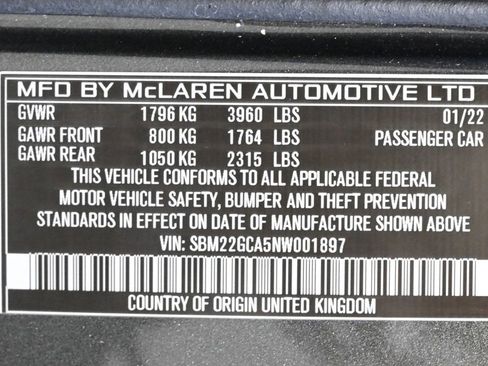 MFD BY McLAREN AUTOMOTIVE LTD
GVWR 1796 KG 3960 LBS 01/22
GAWR FRONT 800 KG 1764 LBS PASSENGER CAR
GAWR REAR 1050 KG 2315 LBS
THIS VEHICLE CONFORMS TO ALL APPLICABLE FEDERAL
MOTOR VEHICLE SAFETY, BUMPER AND THEFT PREVENTION
STANDARDS IN EFFECT ON DATE OF MANUFACTURE SHOWN ABOVE
VIN: SBM22GCA5NW001897
COUNTRY OF ORIGIN UNITED KINGDOM